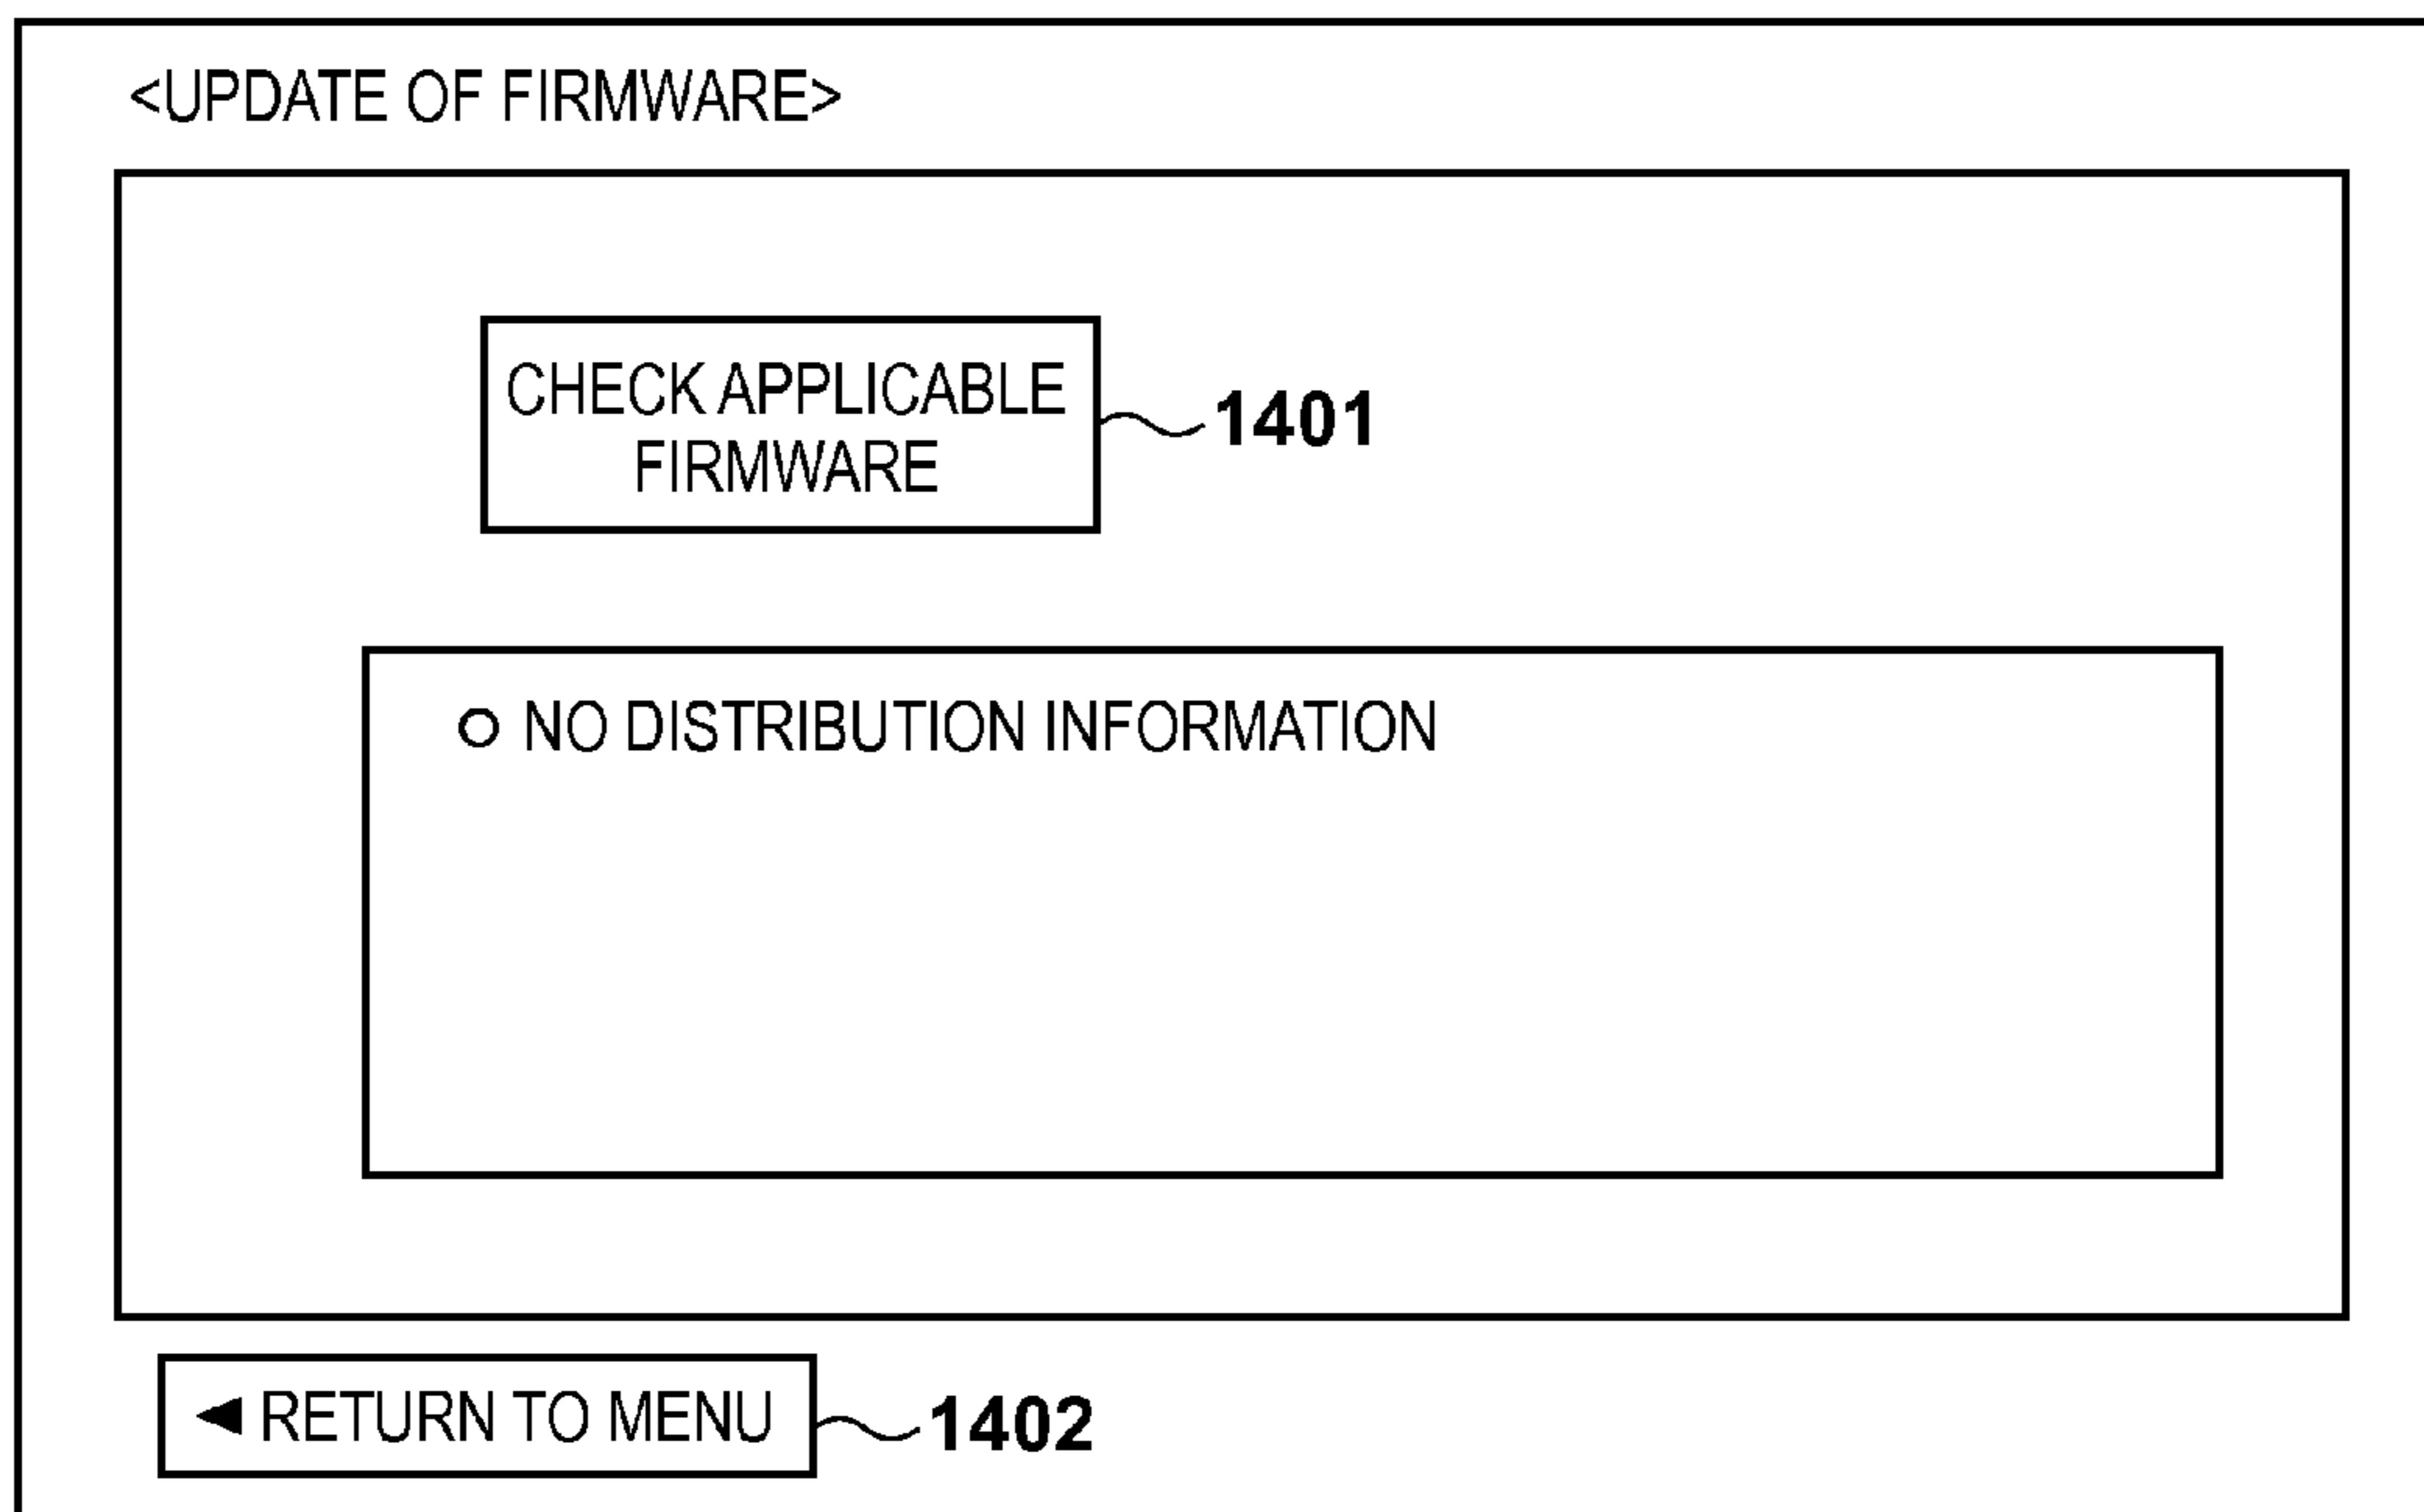 <UPDATE OF FIRMWARE>
CHECK APPLICABLE
FIRMWARE
1401
○ NO DISTRIBUTION INFORMATION
◀ RETURN TO MENU
1402